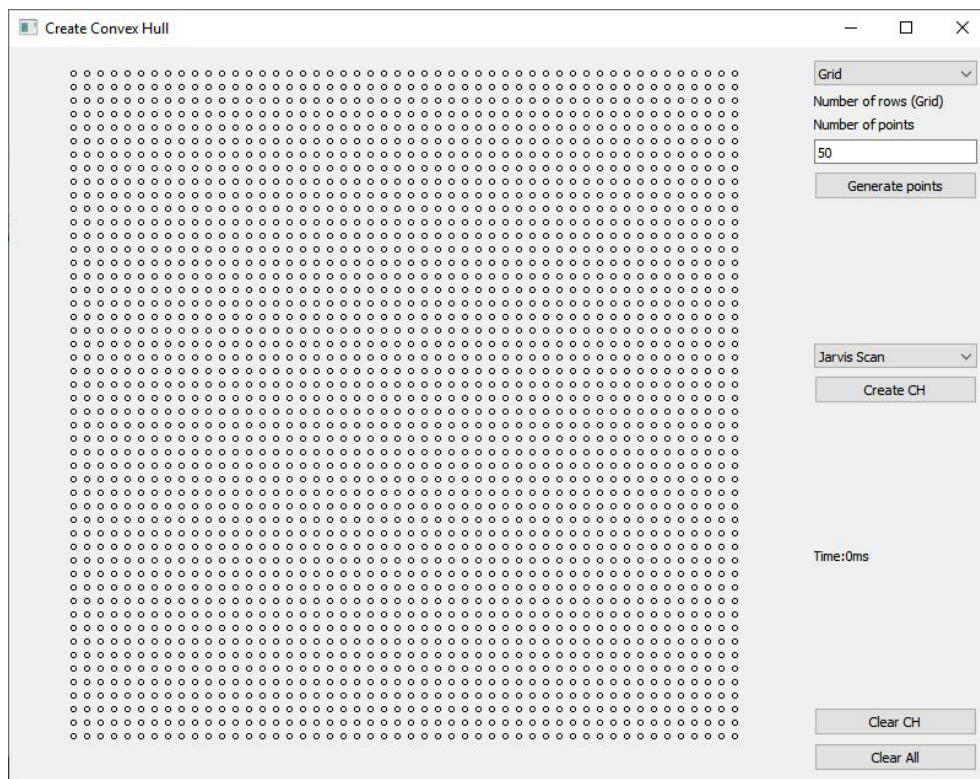 Create Convex Hull
Grid
Number of rows (Grid)
Number of points
50
Generate points
Jarvis Scan
Create CH
Time:0ms
Clear CH
Clear All